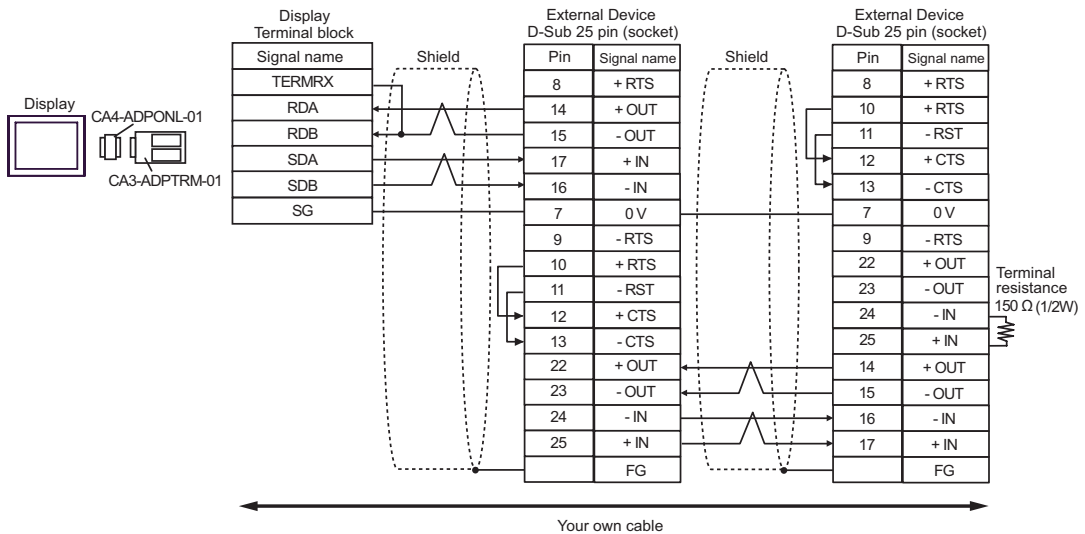 Display
CA4-ADPONL-01
CA3-ADPTRM-01
Display
Terminal block
Signal name
TERMRX
RDA
RDB
SDA
SDB
SG
Shield
External Device
D-Sub 25 pin (socket)
Pin Signal name
8 + RTS
14 + OUT
15 - OUT
17 + IN
16 - IN
7 0 V
9 - RTS
10 + RTS
11 - RST
12 + CTS
13 - CTS
22 + OUT
23 - OUT
24 - IN
25 + IN
FG
Shield
External Device
D-Sub 25 pin (socket)
Pin Signal name
8 + RTS
10 + RTS
11 - RST
12 + CTS
13 - CTS
7 0 V
9 - RTS
22 + OUT
23 - OUT
24 - IN
25 + IN
14 + OUT
15 - OUT
16 - IN
17 + IN
FG
Terminal
resistance
150 Ω (1/2W)
Your own cable